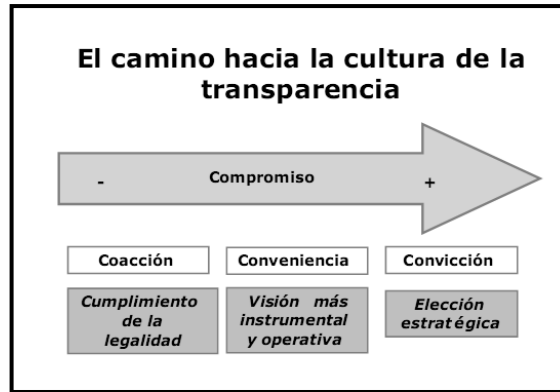 El camino hacia la cultura de la
transparencia
- Compromiso +
Coacción
Conveniencia
Convicción
Cumplimiento
de la
legalidad
Visión más
instrumental
y operativa
Elección
estratégica